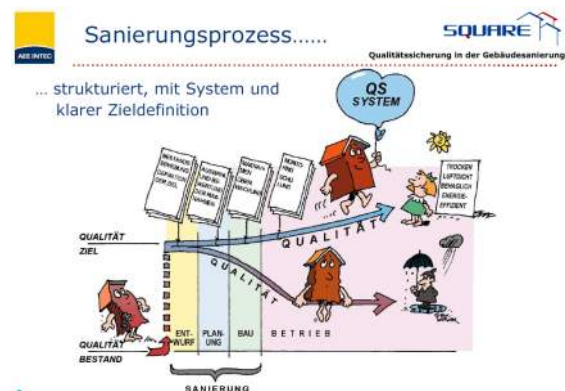 AEE INTEC
Sanierungsprozess……
SQUARE
Qualitätssicherung in der Gebäudesanierung
… strukturiert, mit System und
klarer Zieldefinition
QS
SYSTEM
TROCKEN
LUFTDICHT
BEHAGLICH
ENERGIE-
EFFIZIENT
QUALITÄT
ZIEL
QUALITÄT
QUALITÄT
QUALITÄT
BESTAND
ENT-
WURF
PLAN-
UNG
BAU
BETRIEB
SANIERUNG